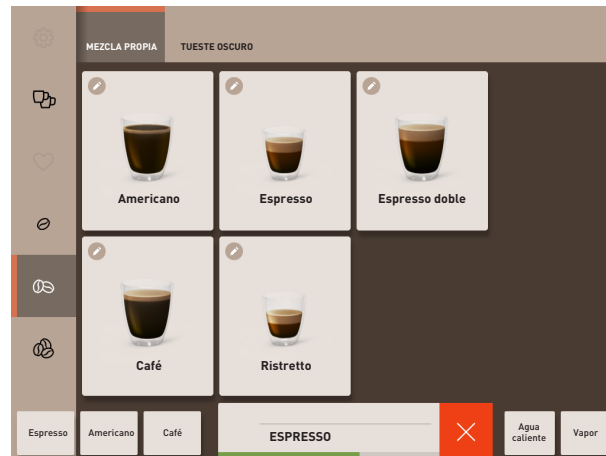 MEZCLA PROPIA TUESTE OSCURO
Americano Espresso Espresso doble
Café Ristretto
Espresso Americano Café ESPRESSO Agua caliente Vapor